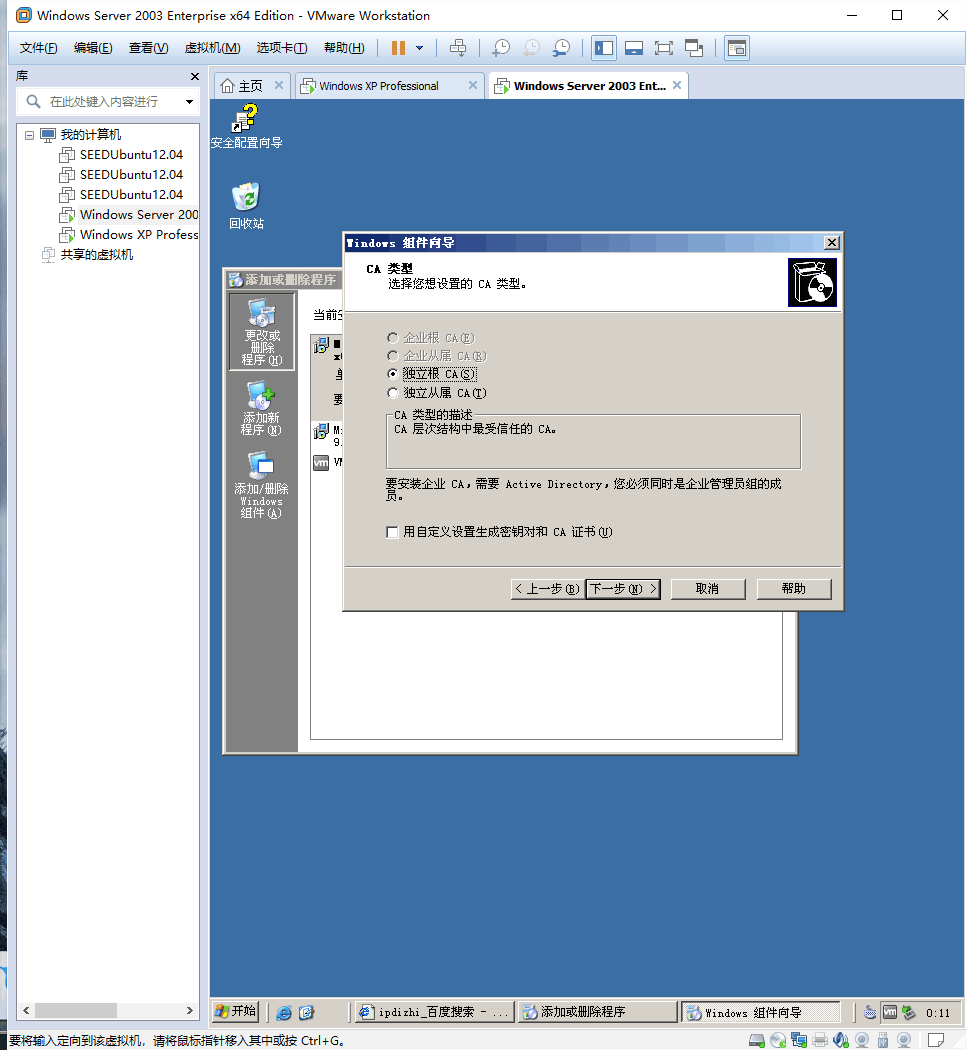 Windows Server 2003 Enterprise x64 Edition - VMware Workstation
文件(F) 编辑(E) 查看(V) 虚拟机(M) 选项卡(T) 帮助(H)
库
在此处键入内容进行
我的计算机
SEEDUbuntu12.04
SEEDUbuntu12.04
SEEDUbuntu12.04
Windows Server 200
Windows XP Profess
共享的虚拟机
主页
Windows XP Professional
Windows Server 2003 Ent...
安全配置向导
回收站
添加或删除程序
更改或
删除
程序(H)
添加新
程序(N)
添加/删除
Windows
组件(A)
当前
vm
Windows 组件向导
CA 类型
选择您想设置的 CA 类型。
企业根 CA(E)
企业从属 CA(R)
独立根 CA(S)
独立从属 CA(T)
CA 类型的描述
CA 层次结构中最受信任的 CA。
要安装企业 CA，需要 Active Directory，您必须同时是企业管理员组的成
员。
用自定义设置生成密钥对和 CA 证书(U)
< 上一步(B) 下一步(N) > 取消 帮助
开始
ipdizhi_百度搜索 - ...
添加或删除程序
Windows 组件向导
vm
0:11
要将输入定向到该虚拟机，请将鼠标指针移入其中或按 Ctrl+G。